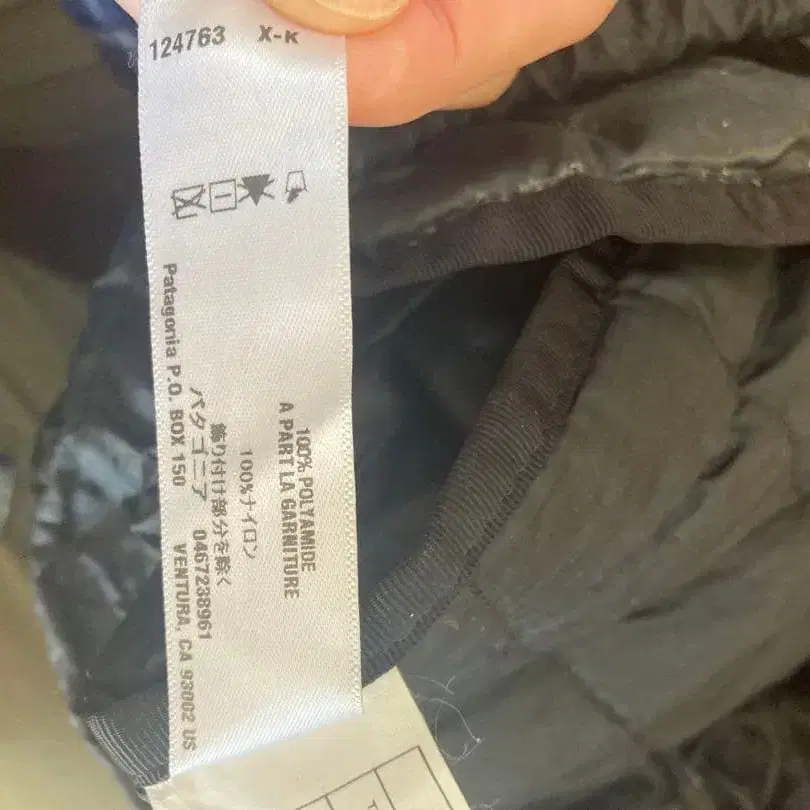 124763 X-K
100% POLYAMIDE
A PART LA GARNITURE
100%ナイロン
飾り付け部分を除く
パタゴニア 0467238961
Patagonia P.O. BOX 150
VENTURA, CA 93002 US